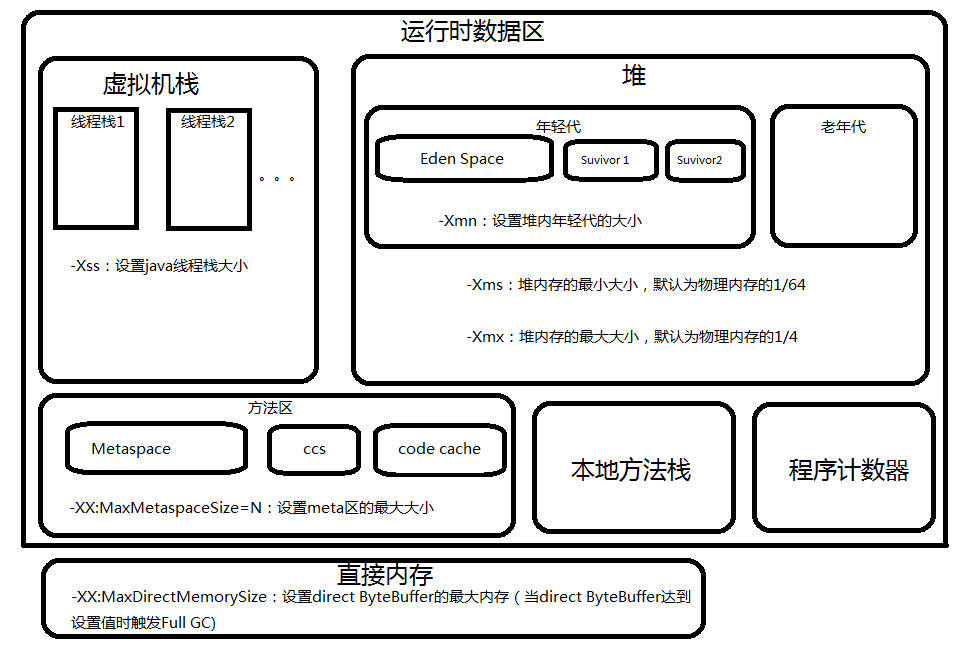 运行时数据区
虚拟机栈
线程栈1
线程栈2
。。。
-Xss：设置java线程栈大小
堆
年轻代
Eden Space
Suvivor 1
Suvivor2
-Xmn：设置堆内年轻代的大小
老年代
-Xms：堆内存的最小大小，默认为物理内存的1/64
-Xmx：堆内存的最大大小，默认为物理内存的1/4
方法区
Metaspace
ccs
code cache
-XX:MaxMetaspaceSize=N：设置meta区的最大大小
本地方法栈
程序计数器
直接内存
-XX:MaxDirectMemorySize：设置direct ByteBuffer的最大内存（当direct ByteBuffer达到
设置值时触发Full GC)